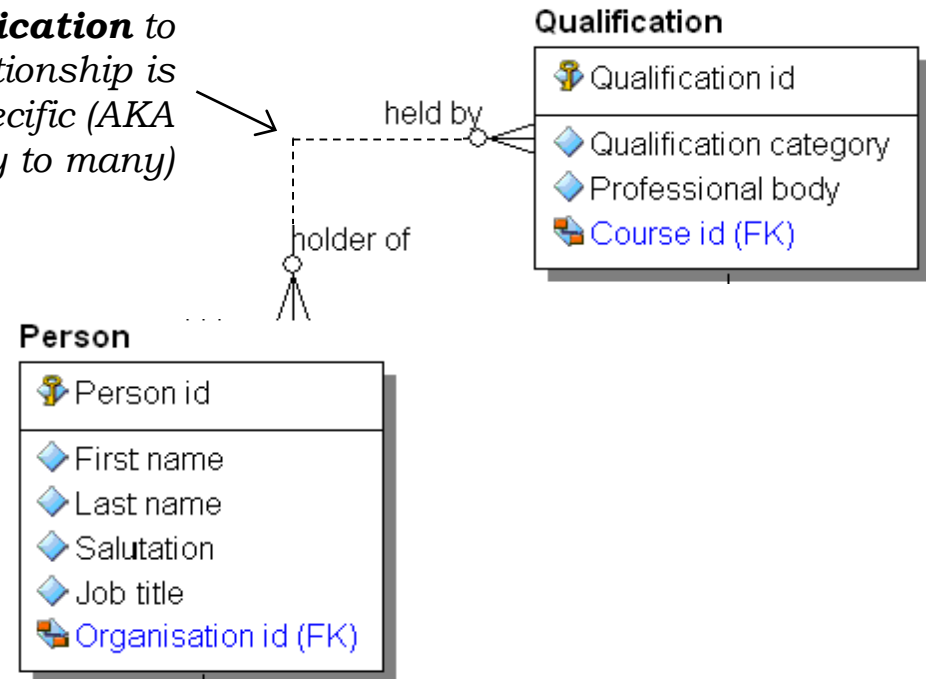 ication to
tionship is
ecific (AKA
y to many)
Qualification
Qualification id
Qualification category
Professional body
Course id (FK)
held by
holder of
Person
Person id
First name
Last name
Salutation
Job title
Organisation id (FK)